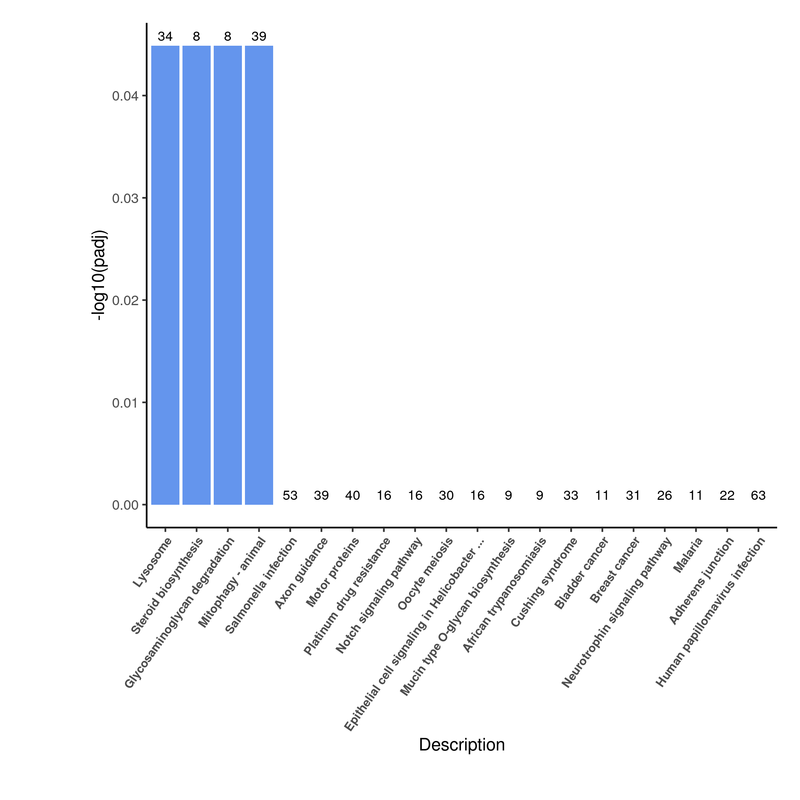 34 8 8 39
0.04
0.03
0.02
0.01
0.00
-log10(padj)
53 39 40 16 16 30 16 9 9 33 11 31 26 11 22 63
Lysosome
Steroid biosynthesis
Glycosaminoglycan degradation
Mitophagy - animal
Salmonella infection
Axon guidance
Motor proteins
Platinum drug resistance
Notch signaling pathway
Oocyte meiosis
Epithelial cell signaling in Helicobacter ...
Mucin type O-glycan biosynthesis
African trypanosomiasis
Cushing syndrome
Bladder cancer
Breast cancer
Neurotrophin signaling pathway
Malaria
Adherens junction
Human papillomavirus infection
Description